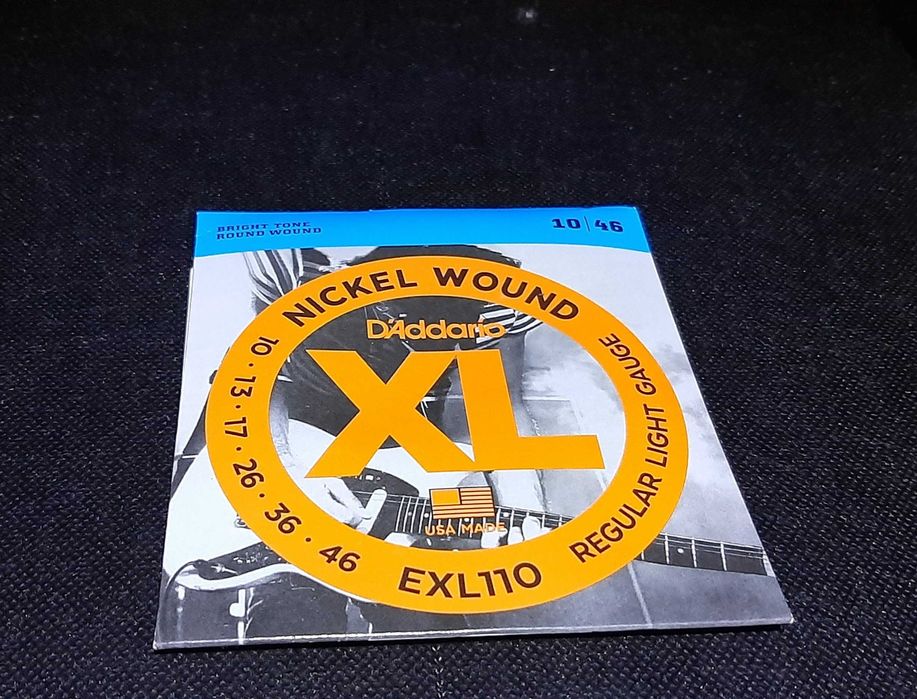 BRIGHT TONE
ROUND WOUND
10|46
NICKEL WOUND
D'Addario
XL
USA MADE
10 · 13 · 17 · 26 · 36 · 46
EXL110
REGULAR LIGHT GAUGE